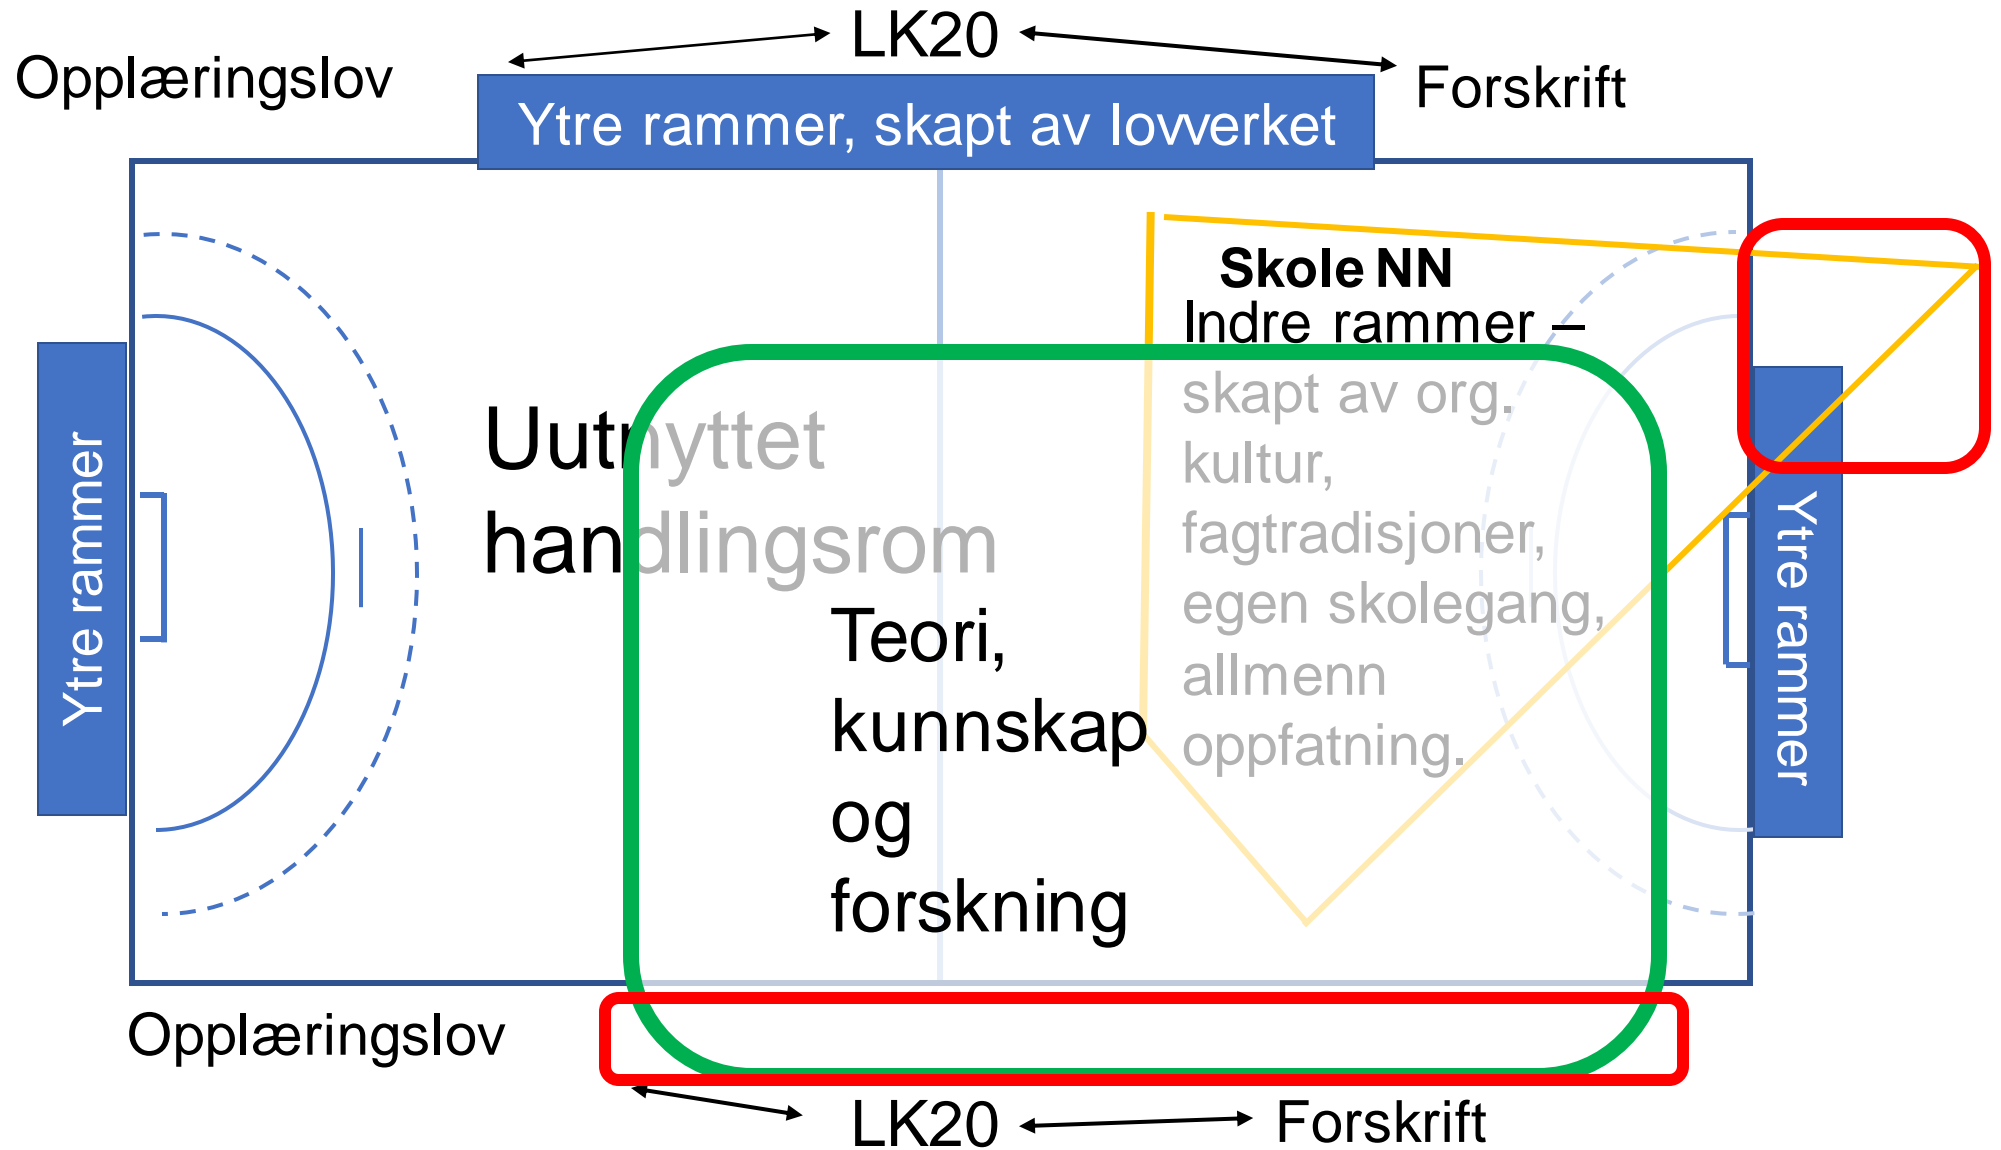 LK20
Opplæringslov
Forskrift
Ytre rammer, skapt av lovverket
Skole NN
Indre rammer –
skapt av org.
kultur,
fagtradisjoner,
egen skolegang,
allmenn
oppfatning.
Uutnyttet
handlingsrom
Teori,
kunnskap
og
forskning
Ytre rammer
Ytre rammer
Opplæringslov
LK20
Forskrift